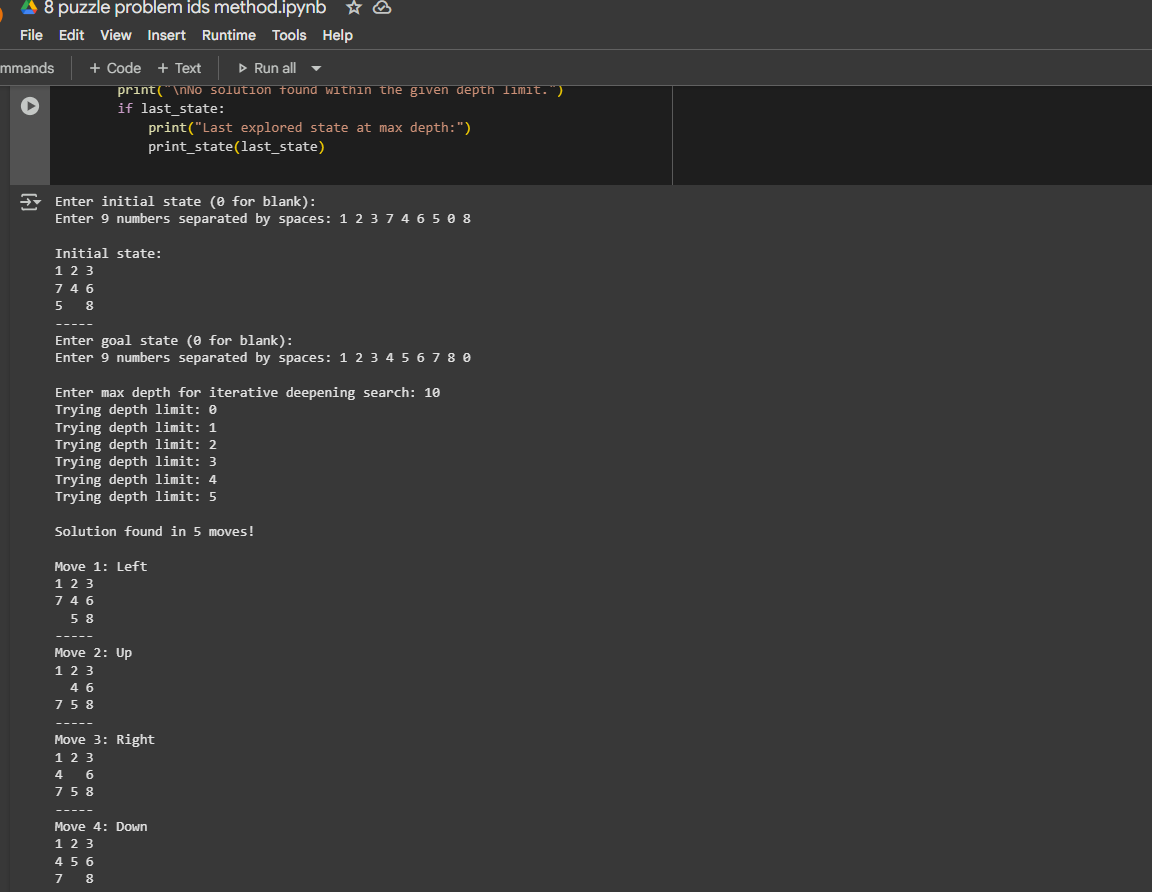 8 puzzle problem ids method.ipynb
File Edit View Insert Runtime Tools Help
mmands + Code + Text Run all
print("\nNo solution found within the given depth limit.")
if last_state:
print("Last explored state at max depth:")
print_state(last_state)
Enter initial state (0 for blank):
Enter 9 numbers separated by spaces: 1 2 3 7 4 6 5 0 8
Initial state:
1 2 3
7 4 6
5   8
-----
Enter goal state (0 for blank):
Enter 9 numbers separated by spaces: 1 2 3 4 5 6 7 8 0
Enter max depth for iterative deepening search: 10
Trying depth limit: 0
Trying depth limit: 1
Trying depth limit: 2
Trying depth limit: 3
Trying depth limit: 4
Trying depth limit: 5
Solution found in 5 moves!
Move 1: Left
1 2 3
7 4 6
  5 8
-----
Move 2: Up
1 2 3
  4 6
7 5 8
-----
Move 3: Right
1 2 3
4   6
7 5 8
-----
Move 4: Down
1 2 3
4 5 6
7   8